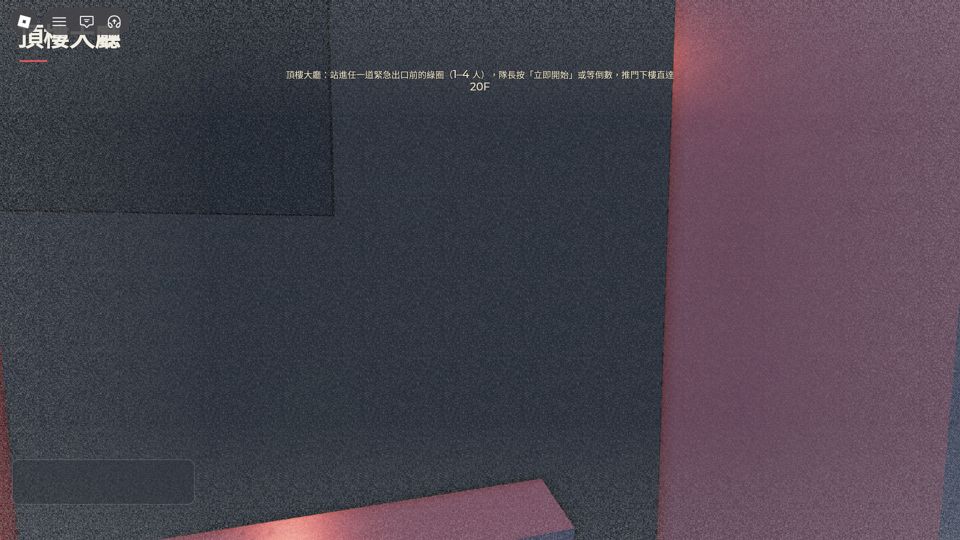 頂樓大廳
頂樓大廳：站進任一道緊急出口前的綠圈（1–4 人），隊長按「立即開始」或等倒數，推門下樓直達
20F